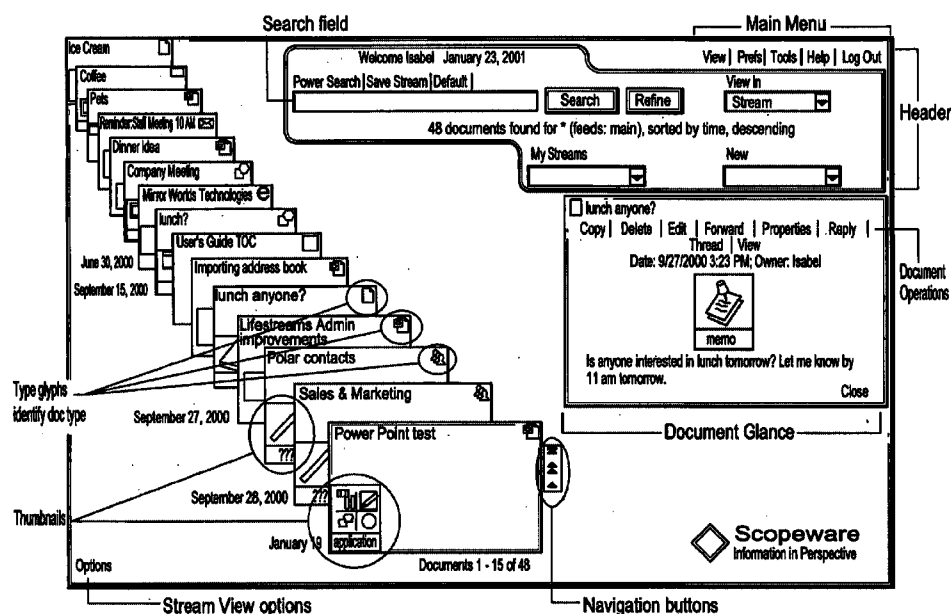 Search field
Main Menu
Ice Cream
Coffee
Pets
Reminder:Staff Meeting 10 AM
Dinner Idea
Company Meeting
Mirror Worlds Technologies
lunch?
User's Guide TOC
June 30, 2000
Importing address book
September 15, 2000
lunch anyone?
Lifestreams Admin
improvements
Polar contacts
Sales & Marketing
Power Point test
Welcome Isabel January 23, 2001
View | Prefs | Tools | Help | Log Out
Power Search | Save Stream | Default |
View In
Search
Refine
Stream
48 documents found for * (feeds: main), sorted by time, descending
My Streams
New
Header
lunch anyone?
Copy | Delete | Edit | Forward | Properties | Reply |
Thread | View
Date: 9/27/2000 3:23 PM; Owner: Isabel
memo
Is anyone interested in lunch tomorrow? Let me know by
11 am tomorrow.
Close
Document
Operations
Document Glance
Type glyphs
identify doc type
September 27, 2000
???
Thumbnails
September 28, 2000
???
January 19
application
Documents 1 - 15 of 48
Options
Scopeware
Information in Perspective
Stream View options
Navigation buttons